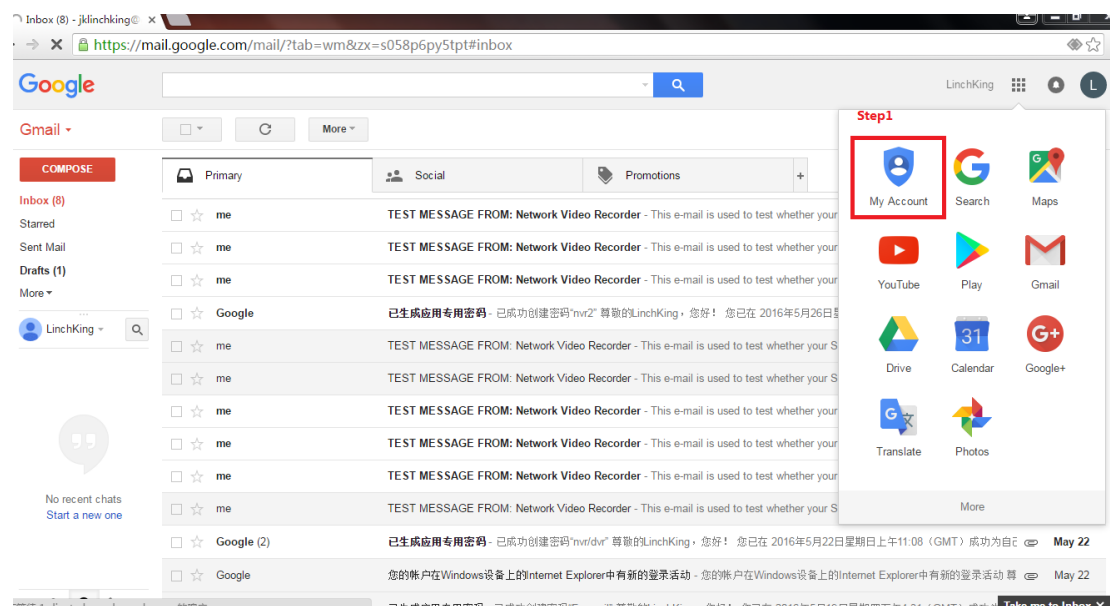 Inbox (8) - jklinchking@ ×
https://mail.google.com/mail/?tab=wm&zx=s058p6py5tpt#inbox
Google
LinchKing
L
Step1
Gmail
More
COMPOSE
Primary
Social
Promotions
+
My Account
Search
Maps
YouTube
Play
Gmail
Drive
31
Calendar
G+
Google+
Translate
Photos
More
Inbox (8)
Starred
Sent Mail
Drafts (1)
More
LinchKing
No recent chats
Start a new one
me TEST MESSAGE FROM: Network Video Recorder - This e-mail is used to test whether your
me TEST MESSAGE FROM: Network Video Recorder - This e-mail is used to test whether your
me TEST MESSAGE FROM: Network Video Recorder - This e-mail is used to test whether your
Google 已生成应用专用密码 - 已成功创建密码“nvr2” 尊敬的LinchKing，您好！ 您已在 2016年5月26日
me TEST MESSAGE FROM: Network Video Recorder - This e-mail is used to test whether your S
me TEST MESSAGE FROM: Network Video Recorder - This e-mail is used to test whether your S
me TEST MESSAGE FROM: Network Video Recorder - This e-mail is used to test whether your
me TEST MESSAGE FROM: Network Video Recorder - This e-mail is used to test whether your
me TEST MESSAGE FROM: Network Video Recorder - This e-mail is used to test whether your
me TEST MESSAGE FROM: Network Video Recorder - This e-mail is used to test whether your S
Google (2) 已生成应用专用密码 - 已成功创建密码“nvr/dvr” 尊敬的LinchKing，您好！ 您已在 2016年5月22日星期日上午11:08（GMT）成功为自己 May 22
Google 您的帐户在Windows设备上的Internet Explorer中有新的登录活动 - 您的帐户在Windows设备上的Internet Explorer中有新的登录活动 尊 May 22
Take me to Inbox ×